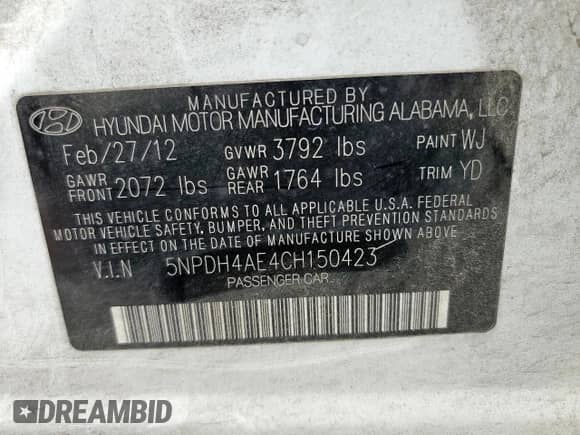 MANUFACTURED BY
HYUNDAI MOTOR MANUFACTURING ALABAMA, LLC
Feb/27/12 GVWR 3792 lbs PAINT WJ
GAWR FRONT 2072 lbs GAWR REAR 1764 lbs TRIM YD
THIS VEHICLE CONFORMS TO ALL APPLICABLE U.S.A. FEDERAL
MOTOR VEHICLE SAFETY, BUMPER, AND THEFT PREVENTION STANDARDS
IN EFFECT ON THE DATE OF MANUFACTURE SHOWN ABOVE.
V.I.N 5NPDH4AE4CH150423
PASSENGER CAR
DREAMBID